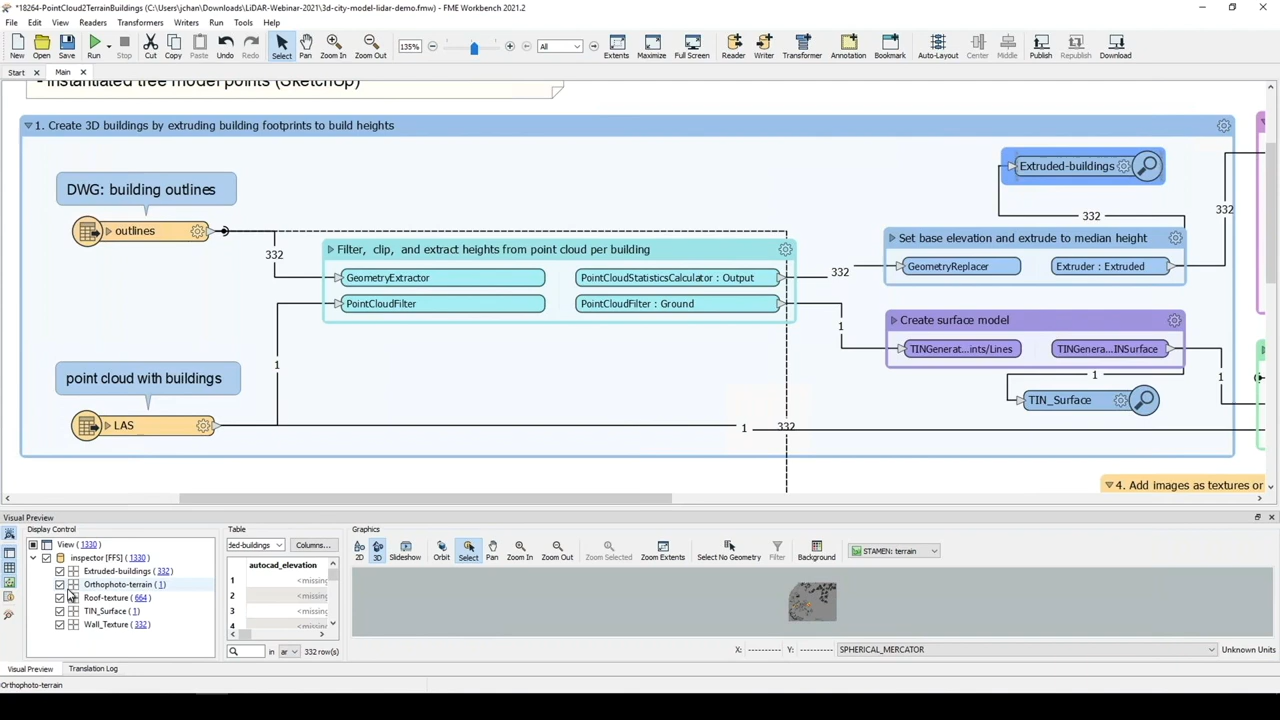 *18264-PointCloud2TerrainBuildings (C:\Users\jchan\Downloads\LiDAR-Webinar-2021\3d-city-model-lidar-demo.fmw) - FME Workbench 2021.2
File Edit View Readers Transformers Writers Run Tools Help
New Open Save Run Stop Cut Copy Paste Undo Redo Select Pan Zoom In Zoom Out 135% All Extents Maximize Full Screen Reader Writer Transformer Annotation Bookmark Auto-Layout Center Middle Publish Republish Download
Start Main
- Instantiated tree model points (SketchUp)
1. Create 3D buildings by extruding building footprints to build heights
Extruded-buildings
DWG: building outlines
332
332
outlines
332
Filter, clip, and extract heights from point cloud per building
Set base elevation and extrude to median height
GeometryExtractor
PointCloudStatisticsCalculator : Output
332
GeometryReplacer
Extruder : Extruded
PointCloudFilter
PointCloudFilter : Ground
1
Create surface model
TINGenerat...ints/Lines
TINGenera...INSurface
1
1
1
point cloud with buildings
TIN_Surface
LAS
1
332
4. Add images as textures or
Visual Preview
Display Control
Table
Graphics
View (1330)
inspector [FFS] (1330)
Extruded-buildings (332)
Orthophoto-terrain (1)
Roof-texture (664)
TIN_Surface (1)
Wall_Texture (332)
ded-buildings Columns...
autocad_elevation
1 <missing
2 <missing
3 <missing
4 <missing
in ar 332 row(s)
2D 3D Slideshow Orbit Select Pan Zoom In Zoom Out Zoom Selected Zoom Extents Select No Geometry Filter Background STAMEN: terrain
X: ---------- Y: ---------- SPHERICAL_MERCATOR Unknown Units
Visual Preview Translation Log
Orthophoto-terrain